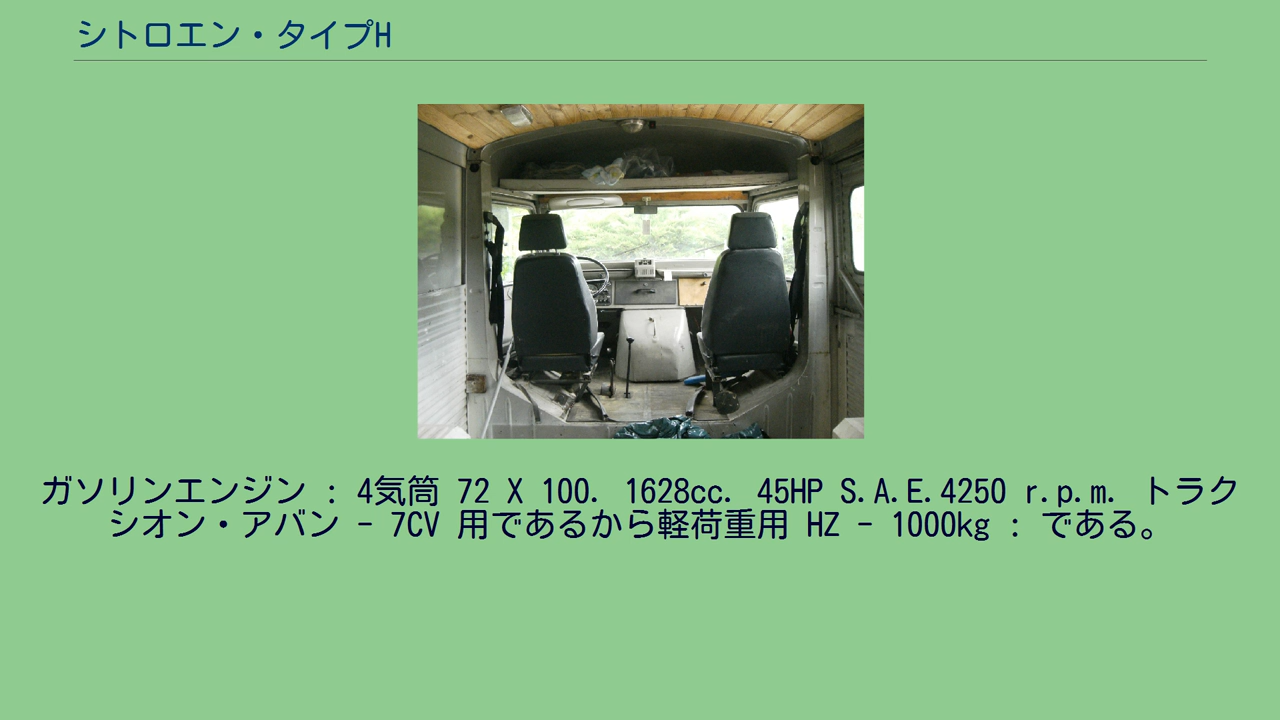 シトロエン・タイプH
ガソリンエンジン : 4気筒 72 X 100. 1628cc. 45HP S.A.E.4250 r.p.m. トラク
シオン・アバン - 7CV 用であるから軽荷重用 HZ - 1000kg : である。